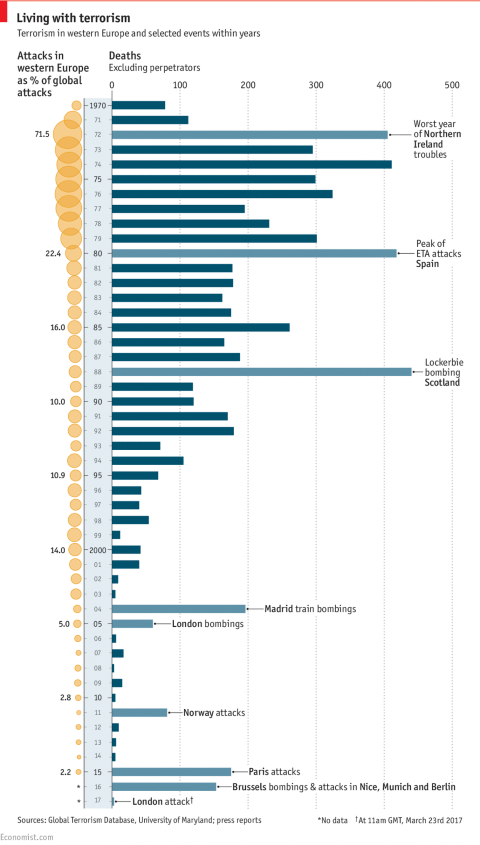 Living with terrorism
Terrorism in western Europe and selected events within years
Attacks in
western Europe
as % of global
attacks
Deaths
Excluding perpetrators
0 100 200 300 400 500
1970
71
71.5 72
Worst year
of Northern
Ireland
troubles
73
74
75
76
77
78
79
22.4 80
Peak of
ETA attacks
Spain
81
82
83
84
16.0 85
86
87
88
Lockerbie
bombing
Scotland
89
10.0 90
91
92
93
94
10.9 95
96
97
98
99
14.0 2000
01
02
03
04 Madrid train bombings
5.0 05 London bombings
06
07
08
09
2.8 10
11 Norway attacks
12
13
14
2.2 15 Paris attacks
* 16 Brussels bombings & attacks in Nice, Munich and Berlin
* 17 London attack†
Sources: Global Terrorism Database, University of Maryland; press reports *No data †At 11am GMT, March 23rd 2017
Economist.com